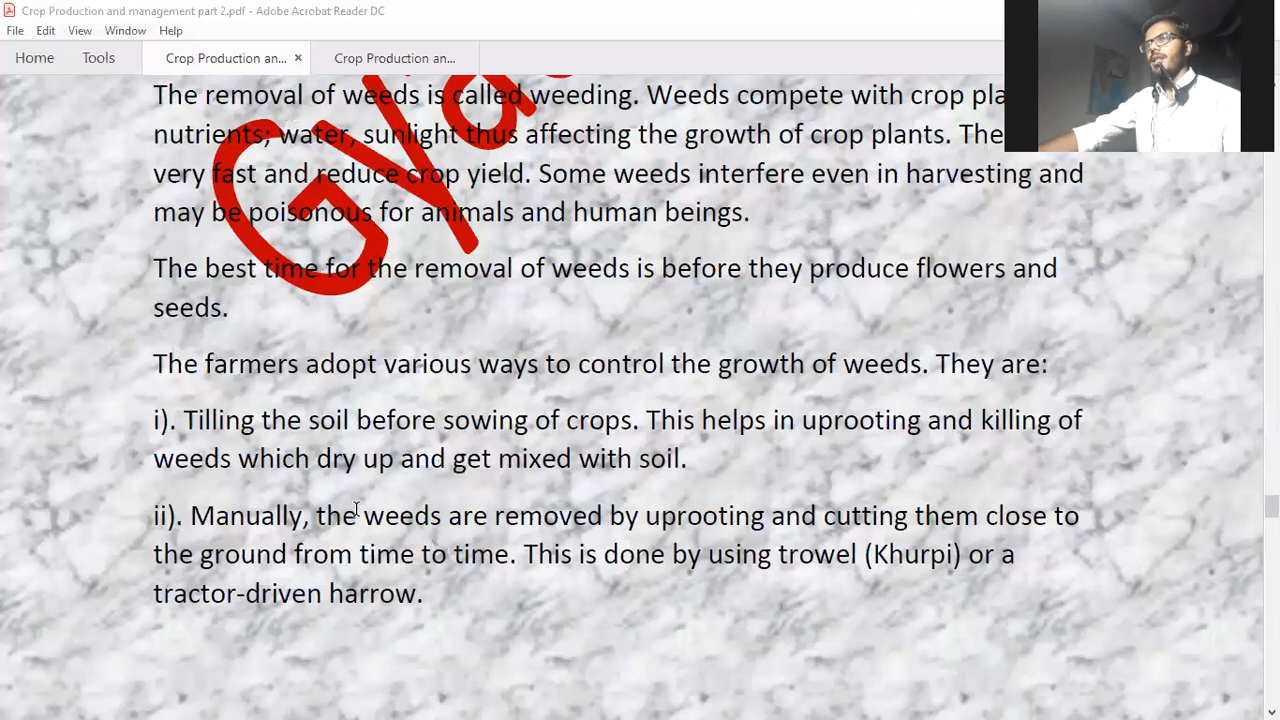 Crop Production and management part 2.pdf - Adobe Acrobat Reader DC
File Edit View Window Help
Home Tools Crop Production an... × Crop Production an...
The removal of weeds is called weeding. Weeds compete with crop
nutrients; water, sunlight thus affecting the growth of crop plants.
very fast and reduce crop yield. Some weeds interfere even in harvesting and
may be poisonous for animals and human beings.
The best time for the removal of weeds is before they produce flowers and
seeds.
The farmers adopt various ways to control the growth of weeds. They are:
i). Tilling the soil before sowing of crops. This helps in uprooting and killing of
weeds which dry up and get mixed with soil.
ii). Manually, the weeds are removed by uprooting and cutting them close to
the ground from time to time. This is done by using trowel (Khurpi) or a
tractor-driven harrow.